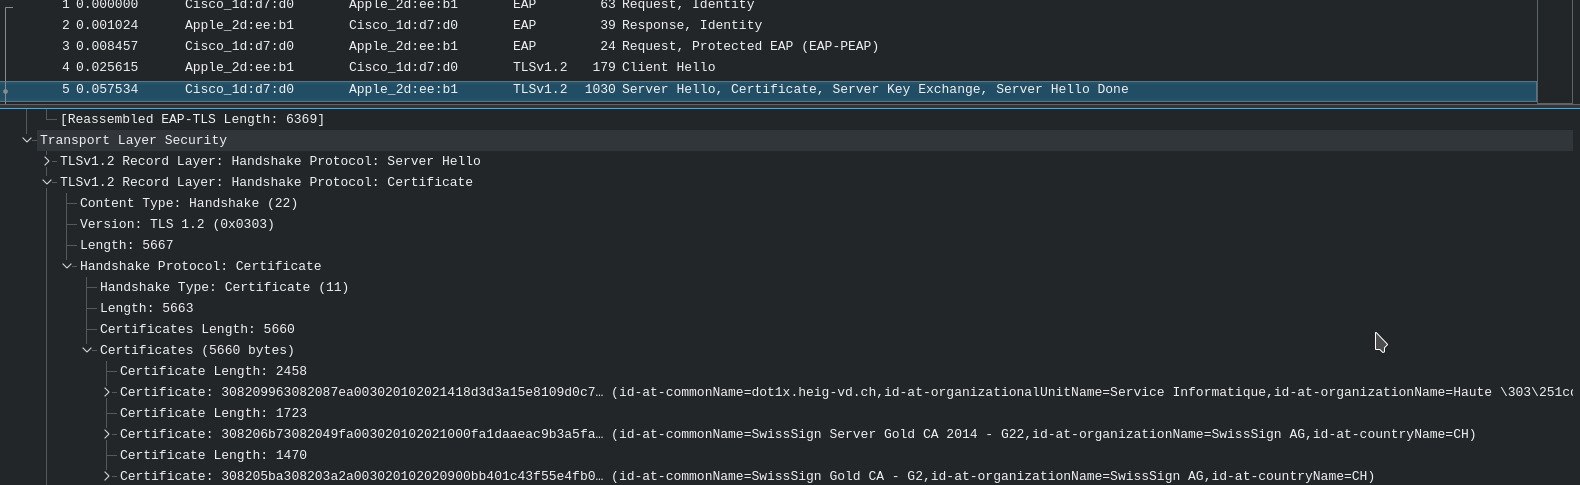 1 0.000000 Cisco_1d:d7:d0 Apple_2d:ee:b1 EAP 63 Request, Identity
2 0.001024 Apple_2d:ee:b1 Cisco_1d:d7:d0 EAP 39 Response, Identity
3 0.008457 Cisco_1d:d7:d0 Apple_2d:ee:b1 EAP 24 Request, Protected EAP (EAP-PEAP)
4 0.025615 Apple_2d:ee:b1 Cisco_1d:d7:d0 TLSv1.2 179 Client Hello
5 0.057534 Cisco_1d:d7:d0 Apple_2d:ee:b1 TLSv1.2 1030 Server Hello, Certificate, Server Key Exchange, Server Hello Done
[Reassembled EAP-TLS Length: 6369]
Transport Layer Security
TLSv1.2 Record Layer: Handshake Protocol: Server Hello
TLSv1.2 Record Layer: Handshake Protocol: Certificate
Content Type: Handshake (22)
Version: TLS 1.2 (0x0303)
Length: 5667
Handshake Protocol: Certificate
Handshake Type: Certificate (11)
Length: 5663
Certificates Length: 5660
Certificates (5660 bytes)
Certificate Length: 2458
Certificate: 308209963082087ea003020102021418d3d3a15e8109d0c7… (id-at-commonName=dot1x.heig-vd.ch,id-at-organizationalUnitName=Service Informatique,id-at-organizationName=Haute \303\251co
Certificate Length: 1723
Certificate: 308206b73082049fa003020102021000fa1daaeac9b3a5fa… (id-at-commonName=SwissSign Server Gold CA 2014 - G22,id-at-organizationName=SwissSign AG,id-at-countryName=CH)
Certificate Length: 1470
Certificate: 308205ba308203a2a003020102020900bb401c43f55e4fb0… (id-at-commonName=SwissSign Gold CA - G2,id-at-organizationName=SwissSign AG,id-at-countryName=CH)